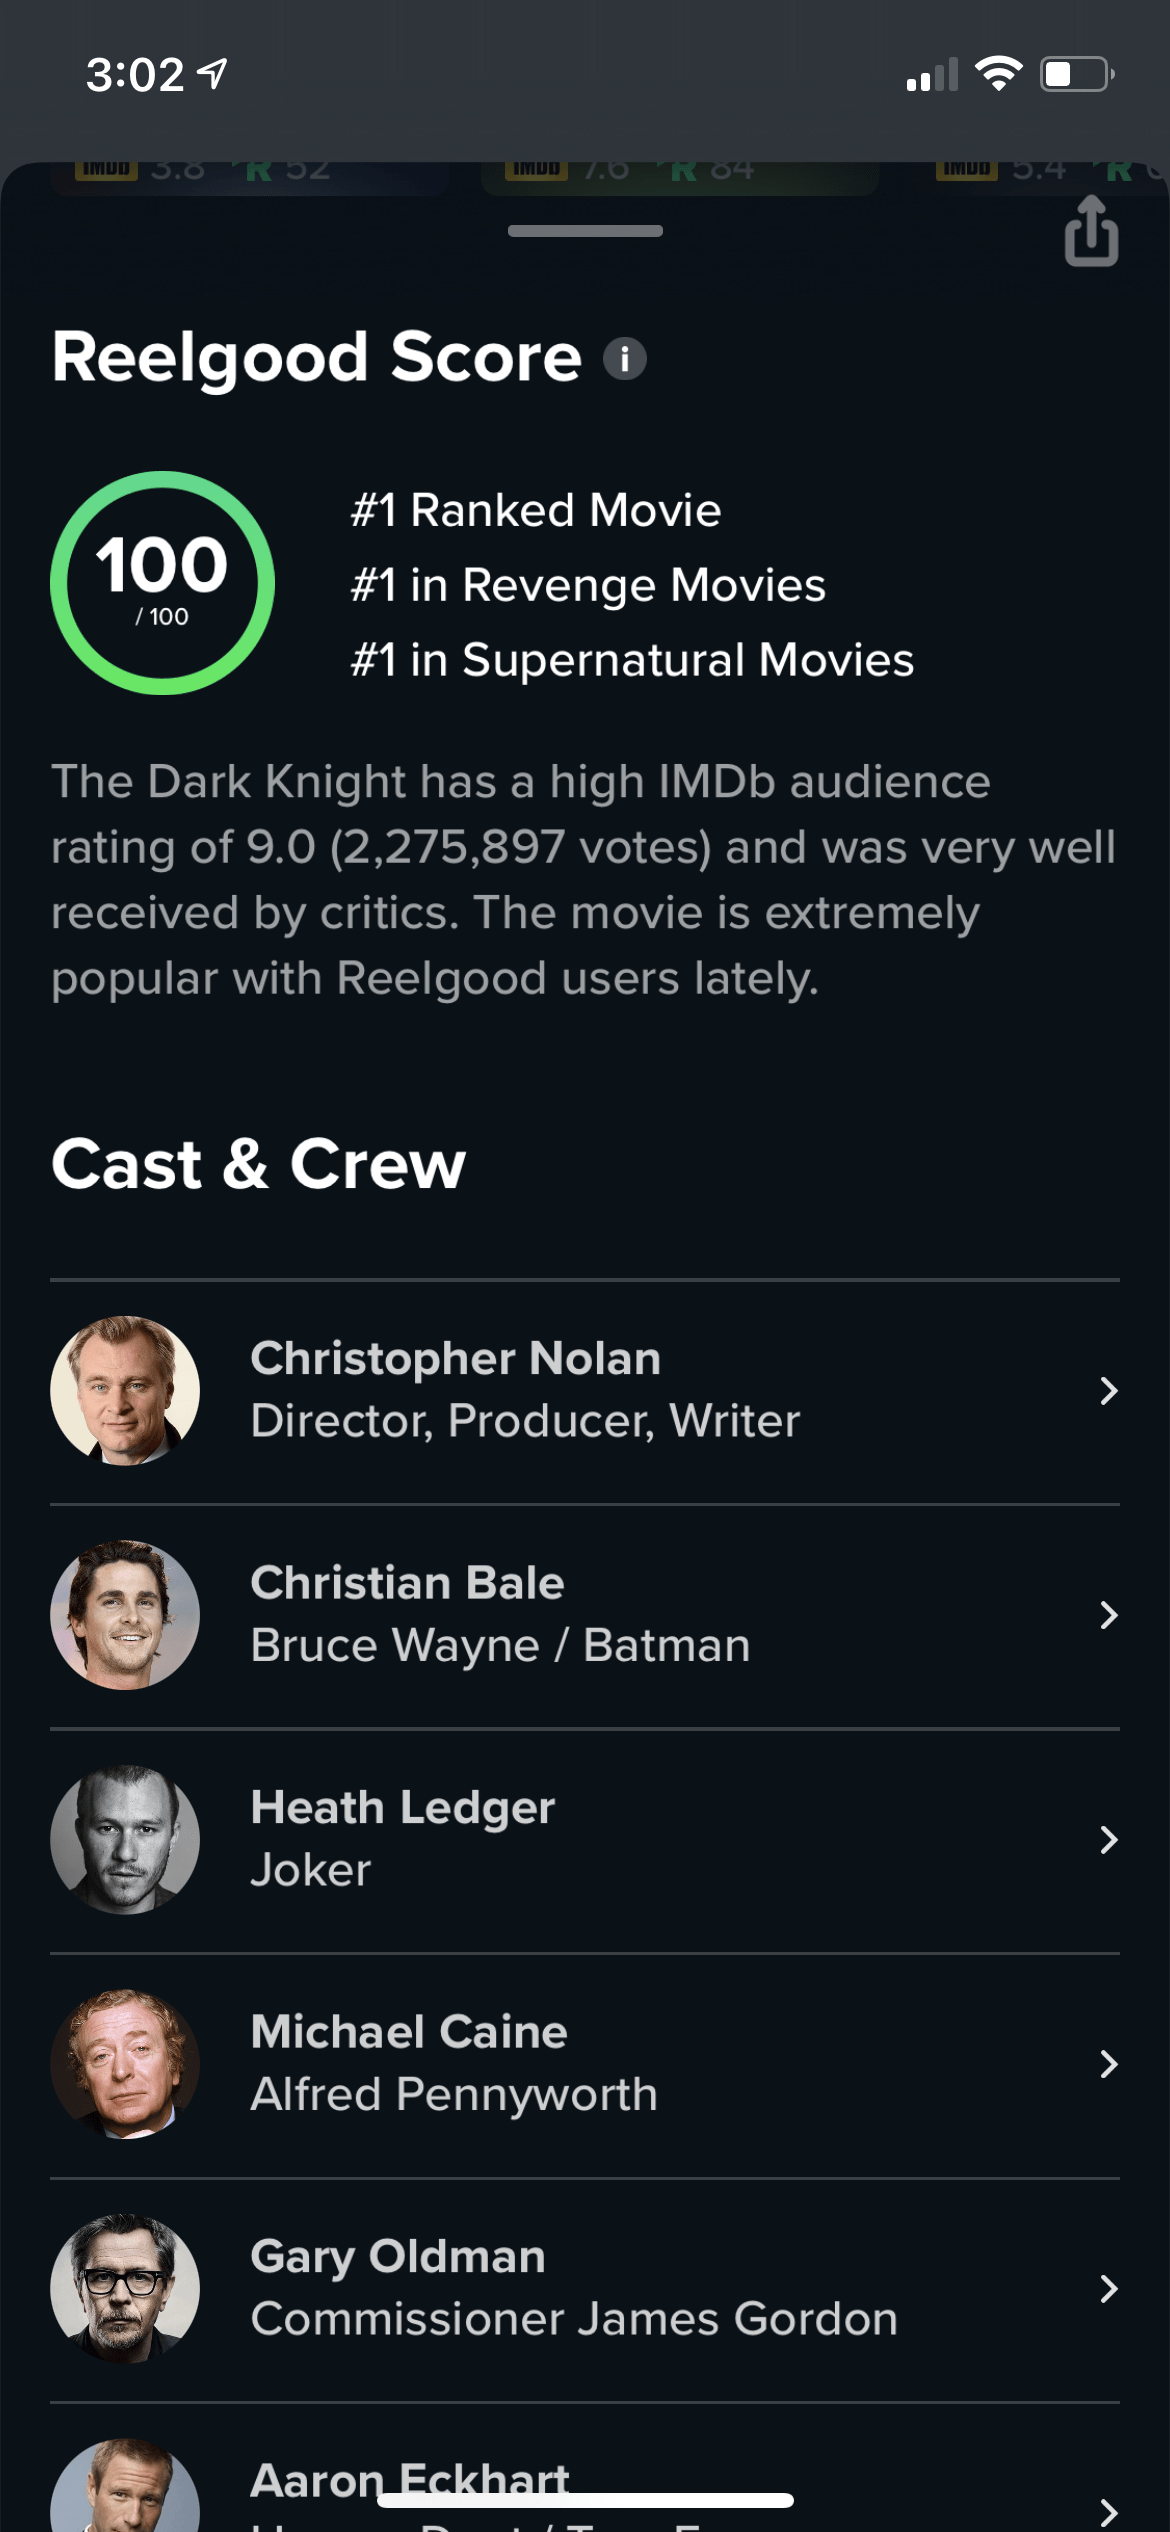 3:02
IMDb 3.8 R 52 IMDb 7.6 R 84 IMDb 5.4 R
Reelgood Score i
100
/ 100
#1 Ranked Movie
#1 in Revenge Movies
#1 in Supernatural Movies
The Dark Knight has a high IMDb audience
rating of 9.0 (2,275,897 votes) and was very well
received by critics. The movie is extremely
popular with Reelgood users lately.
Cast & Crew
Christopher Nolan
Director, Producer, Writer
Christian Bale
Bruce Wayne / Batman
Heath Ledger
Joker
Michael Caine
Alfred Pennyworth
Gary Oldman
Commissioner James Gordon
Aaron Eckhart